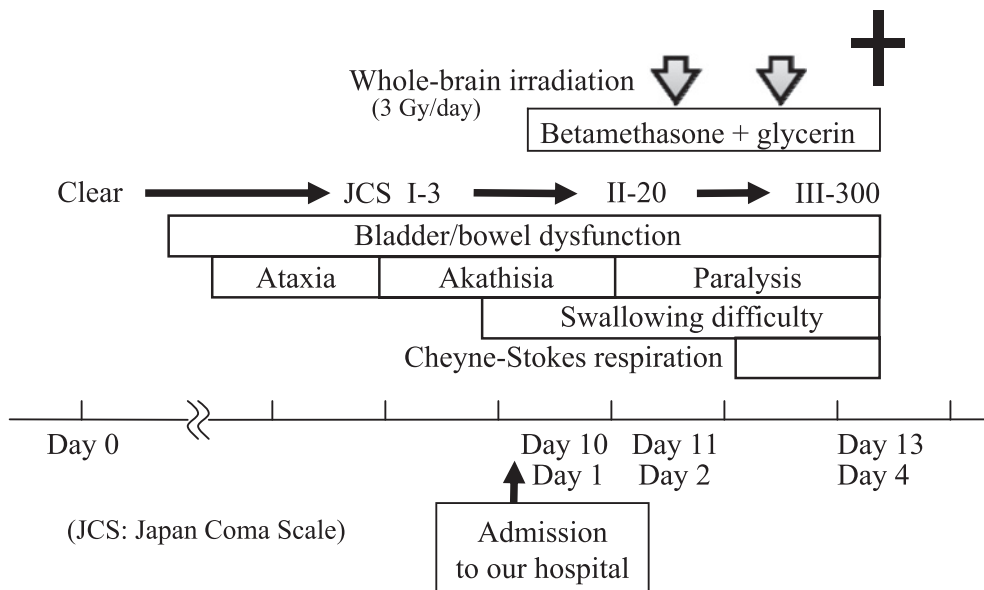 Whole-brain irradiation
(3 Gy/day)
Betamethasone + glycerin
Clear JCS I-3 II-20 III-300
Bladder/bowel dysfunction
Ataxia Akathisia Paralysis
Swallowing difficulty
Cheyne-Stokes respiration
Day 0 Day 10 Day 11 Day 13
Day 1 Day 2 Day 4
(JCS: Japan Coma Scale)
Admission
to our hospital